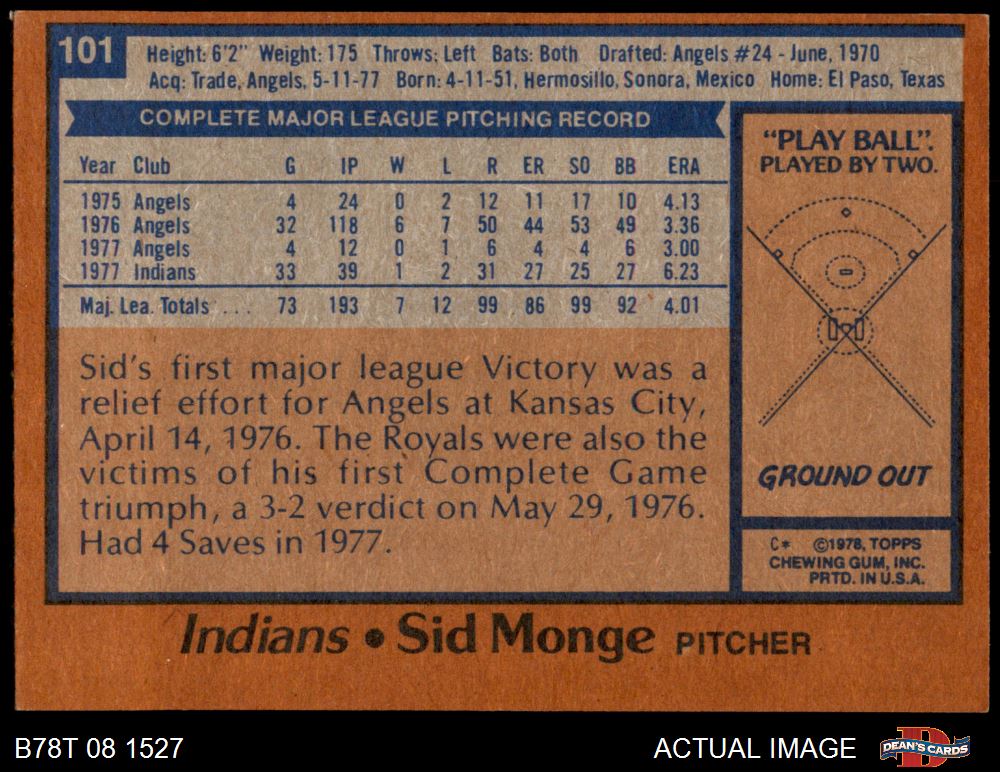 101
Height: 6'2" Weight: 175 Throws: Left Bats: Both Drafted: Angels #24 - June, 1970
Acq: Trade, Angels, 5-11-77 Born: 4-11-51, Hermosillo, Sonora, Mexico Home: El Paso, Texas
COMPLETE MAJOR LEAGUE PITCHING RECORD
Year Club G IP W L R ER SO BB ERA
1975 Angels 4 24 0 2 12 11 17 10 4.13
1976 Angels 32 118 6 7 50 44 53 49 3.36
1977 Angels 4 12 0 1 6 4 4 6 3.00
1977 Indians 33 39 1 2 31 27 25 27 6.23
Maj. Lea. Totals . . . 73 193 7 12 99 86 99 92 4.01
Sid's first major league Victory was a
relief effort for Angels at Kansas City,
April 14, 1976. The Royals were also the
victims of his first Complete Game
triumph, a 3-2 verdict on May 29, 1976.
Had 4 Saves in 1977.
"PLAY BALL".
PLAYED BY TWO.
GROUND OUT
C* ©1978, TOPPS
CHEWING GUM, INC.
PRTD. IN U.S.A.
Indians • Sid Monge PITCHER
B78T 08 1527
ACTUAL IMAGE
DEAN'S CARDS